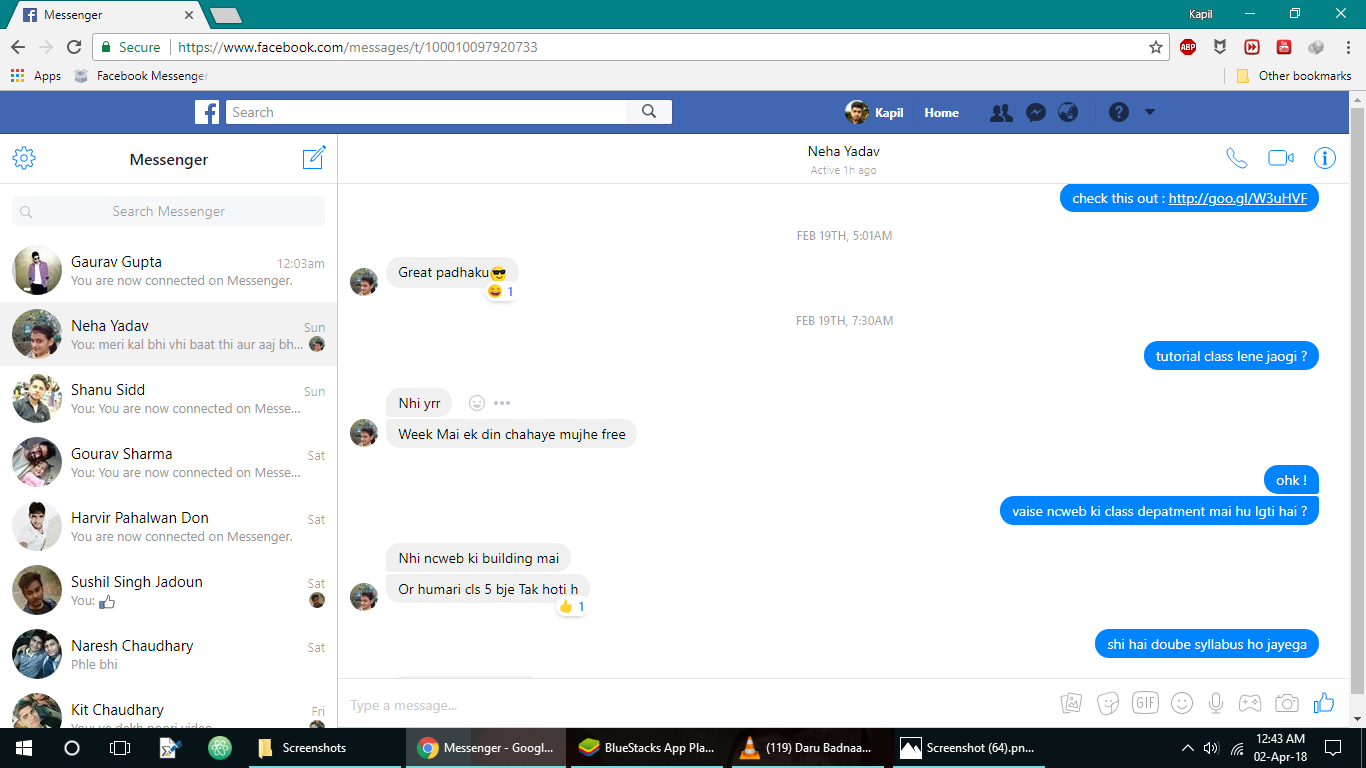 Messenger
Kapil
Secure
https://www.facebook.com/messages/t/100010097920733
ABP
Apps
Facebook Messenger
Other bookmarks
Search
Kapil
Home
Messenger
Search Messenger
Gaurav Gupta
12:03am
You are now connected on Messenger.
Neha Yadav
Sun
You: meri kal bhi vhi baat thi aur aaj bh...
Shanu Sidd
Sun
You: You are now connected on Messe...
Gourav Sharma
Sat
You: You are now connected on Messe...
Harvir Pahalwan Don
Sat
You are now connected on Messenger.
Sushil Singh Jadoun
Sat
You:
Naresh Chaudhary
Sat
Phle bhi
Kit Chaudhary
Fri
You: ye dekh poori video
Neha Yadav
Active 1h ago
check this out : http://goo.gl/W3uHVF
FEB 19TH, 5:01AM
Great padhaku😎
😆 1
FEB 19TH, 7:30AM
tutorial class lene jaogi ?
Nhi yrr
Week Mai ek din chahaye mujhe free
ohk !
vaise ncweb ki class depatment mai hu lgti hai ?
Nhi ncweb ki building mai
Or humari cls 5 bje Tak hoti h
👍 1
shi hai doube syllabus ho jayega
Type a message...
GIF
Screenshots
Messenger - Googl...
BlueStacks App Pla...
(119) Daru Badnaa...
Screenshot (64).pn...
12:43 AM
02-Apr-18